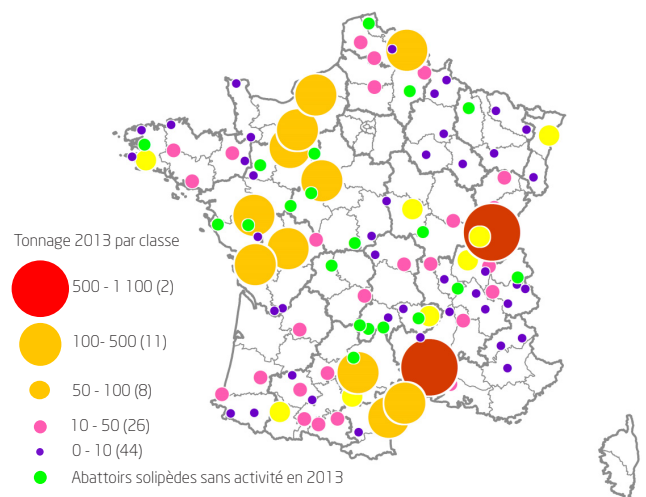 Tonnage 2013 par classe
500 - 1 100 (2)
100- 500 (11)
50 - 100 (8)
10 - 50 (26)
0 - 10 (44)
Abattoirs solipèdes sans activité en 2013